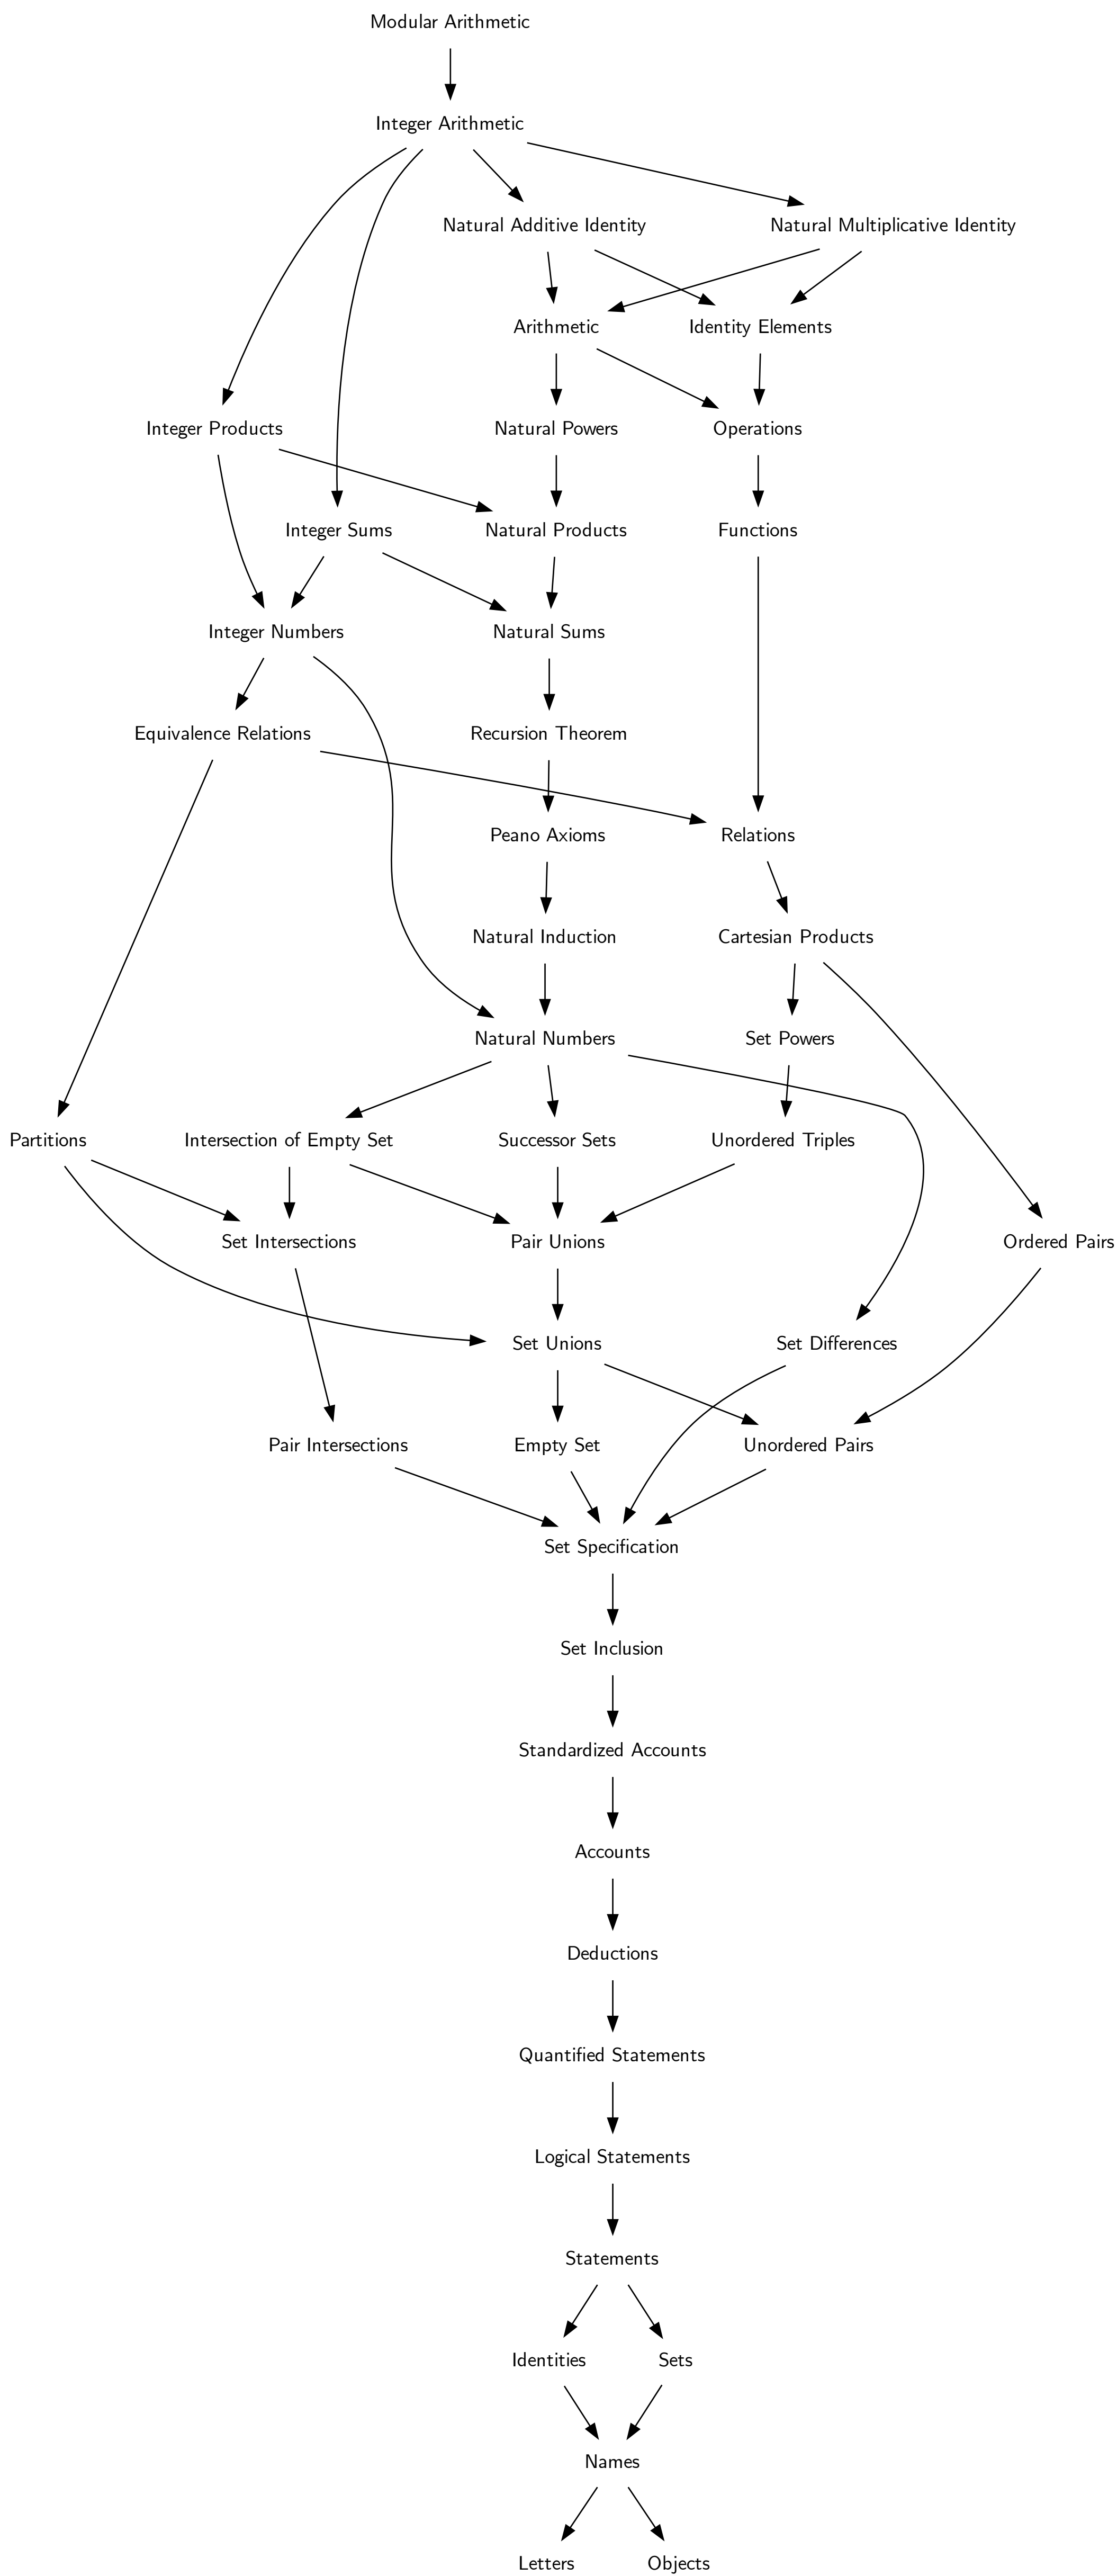 Modular Arithmetic
Integer Arithmetic
Natural Additive Identity
Natural Multiplicative Identity
Arithmetic
Identity Elements
Integer Products
Natural Powers
Operations
Integer Sums
Natural Products
Functions
Integer Numbers
Natural Sums
Equivalence Relations
Recursion Theorem
Peano Axioms
Relations
Natural Induction
Cartesian Products
Natural Numbers
Set Powers
Partitions
Intersection of Empty Set
Successor Sets
Unordered Triples
Set Intersections
Pair Unions
Ordered Pairs
Set Unions
Set Differences
Pair Intersections
Empty Set
Unordered Pairs
Set Specification
Set Inclusion
Standardized Accounts
Accounts
Deductions
Quantified Statements
Logical Statements
Statements
Identities
Sets
Names
Letters
Objects